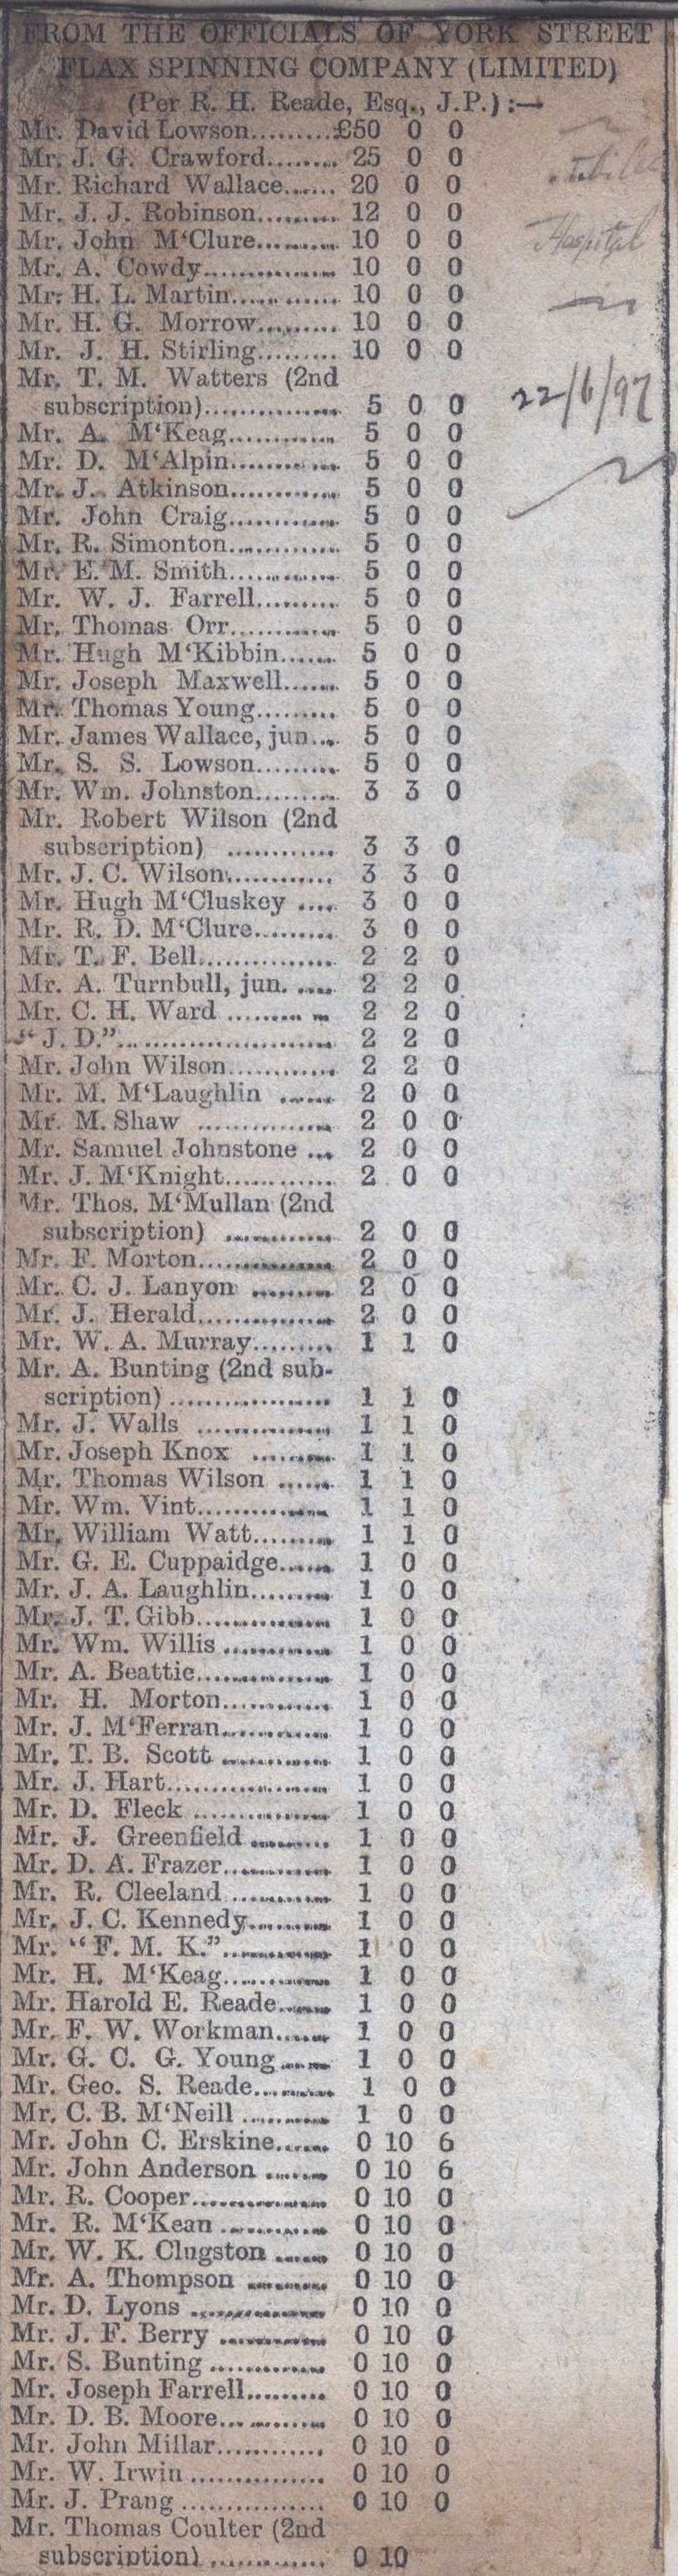 FROM THE OFFICIALS OF YORK STREET
FLAX SPINNING COMPANY (LIMITED)
(Per R. H. Reade, Esq., J.P.) :—
Mr. David Lowson.........£50 0 0
Mr. J. G. Crawford........ 25 0 0
Mr. Richard Wallace...... 20 0 0
Mr. J. J. Robinson......... 12 0 0
Mr. John M‘Clure......... 10 0 0
Mr. A. Cowdy............... 10 0 0
Mr. H. L. Martin............ 10 0 0
Mr. H. G. Morrow......... 10 0 0
Mr. J. H. Stirling......... 10 0 0
Mr. T. M. Watters (2nd
subscription)............... 5 0 0
Mr. A. M‘Keag............ 5 0 0
Mr. D. M‘Alpin............ 5 0 0
Mr. J. Atkinson............ 5 0 0
Mr. John Craig............ 5 0 0
Mr. R. Simonton............ 5 0 0
Mr. E. M. Smith............ 5 0 0
Mr. W. J. Farrell......... 5 0 0
Mr. Thomas Orr............ 5 0 0
Mr. Hugh M‘Kibbin...... 5 0 0
Mr. Joseph Maxwell...... 5 0 0
Mr. Thomas Young......... 5 0 0
Mr. James Wallace, jun.... 5 0 0
Mr. S. S. Lowson......... 5 0 0
Mr. Wm. Johnston......... 3 3 0
Mr. Robert Wilson (2nd
subscription) ............ 3 3 0
Mr. J. C. Wilson............ 3 3 0
Mr. Hugh M‘Cluskey .... 3 0 0
Mr. R. D. M‘Clure......... 3 0 0
Mr. T. F. Bell............... 2 2 0
Mr. A. Turnbull, jun. ..... 2 2 0
Mr. C. H. Ward ......... .. 2 2 0
“J. D.”........................ 2 2 0
Mr. John Wilson............ 2 2 0
Mr. M. M‘Laughlin ...... 2 0 0
Mr. M. Shaw ............... 2 0 0
Mr. Samuel Johnstone ... 2 0 0
Mr. J. M‘Knight............ 2 0 0
Mr. Thos. M‘Mullan (2nd
subscription) ............ 2 0 0
Mr. F. Morton............... 2 0 0
Mr. C. J. Lanyon ......... 2 0 0
Mr. J. Herald............... 2 0 0
Mr. W. A. Murray......... 1 1 0
Mr. A. Bunting (2nd sub-
scription) .................. 1 1 0
Mr. J. Walls ............... 1 1 0
Mr. Joseph Knox ......... 1 1 0
Mr. Thomas Wilson ...... 1 1 0
Mr. Wm. Vint............... 1 1 0
Mr. William Watt......... 1 1 0
Mr. G. E. Cuppaidge...... 1 0 0
Mr. J. A. Laughlin......... 1 0 0
Mr. J. T. Gibb............... 1 0 0
Mr. Wm. Willis ............ 1 0 0
Mr. A. Beattie............... 1 0 0
Mr. H. Morton............ 1 0 0
Mr. J. M‘Ferran............ 1 0 0
Mr. T. B. Scott ............ 1 0 0
Mr. J. Hart.................. 1 0 0
Mr. D. Fleck ............... 1 0 0
Mr. J. Greenfield ......... 1 0 0
Mr. D. A. Frazer............ 1 0 0
Mr. R. Cleeland ............ 1 0 0
Mr. J. C. Kennedy......... 1 0 0
Mr. “F. M. K.”............ 1 0 0
Mr. H. M‘Keag............ 1 0 0
Mr. Harold E. Reade...... 1 0 0
Mr. F. W. Workman...... 1 0 0
Mr. G. C. G. Young ...... 1 0 0
Mr. Geo. S. Reade......... 1 0 0
Mr. C. B. M‘Neill ......... 1 0 0
Mr. John C. Erskine...... 0 10 6
Mr. John Anderson ...... 0 10 6
Mr. R. Cooper............... 0 10 0
Mr. R. M‘Kean ............ 0 10 0
Mr. W. K. Clugston ...... 0 10 0
Mr. A. Thompson ......... 0 10 0
Mr. D. Lyons ............... 0 10 0
Mr. J. F. Berry ............ 0 10 0
Mr. S. Bunting ............ 0 10 0
Mr. Joseph Farrell......... 0 10 0
Mr. D. B. Moore............ 0 10 0
Mr. John Millar............ 0 10 0
Mr. W. Irwin ............... 0 10 0
Mr. J. Prang ................ 0 10 0
Mr. Thomas Coulter (2nd
subscription) ............ 0 10
Hospital
22/6/97